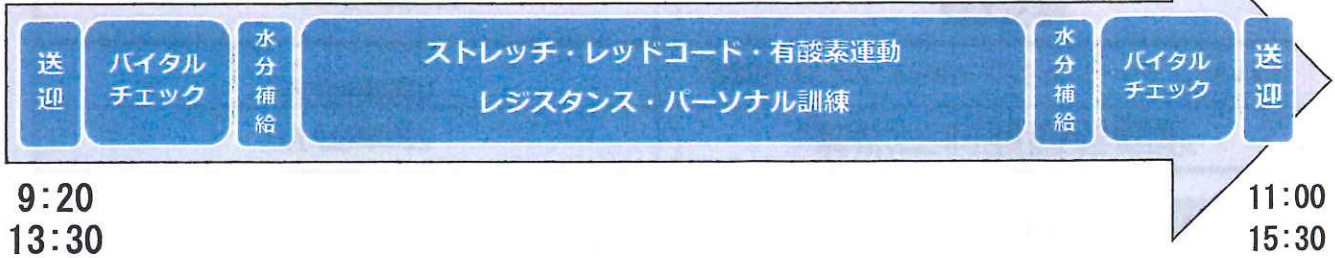 送迎
バイタル
チェック
水分補給
ストレッチ・レッドコード・有酸素運動
レジスタンス・パーソナル訓練
水分補給
バイタル
チェック
送迎
9:20
13:30
11:00
15:30